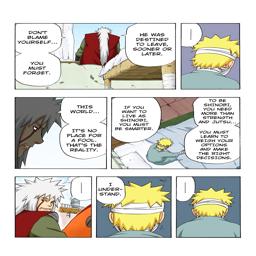 DON'T
BLAME
YOURSELF...
YOU
MUST
FORGET.
HE WAS
DESTINED
TO LEAVE,
SOONER OR
LATER.
THIS
WORLD...
IT'S NO
PLACE FOR
A FOOL.
THAT'S THE
REALITY.
IF YOU
WANT TO
LIVE AS
SHINOBI,
YOU MUST
BE SMARTER.
TO BE
SHINOBI,
YOU NEED
MORE THAN
STRENGTH
AND JUTSU...
YOU MUST
LEARN TO
WEIGH YOUR
OPTIONS
AND MAKE
THE RIGHT
DECISIONS.
I
UNDER-
STAND.